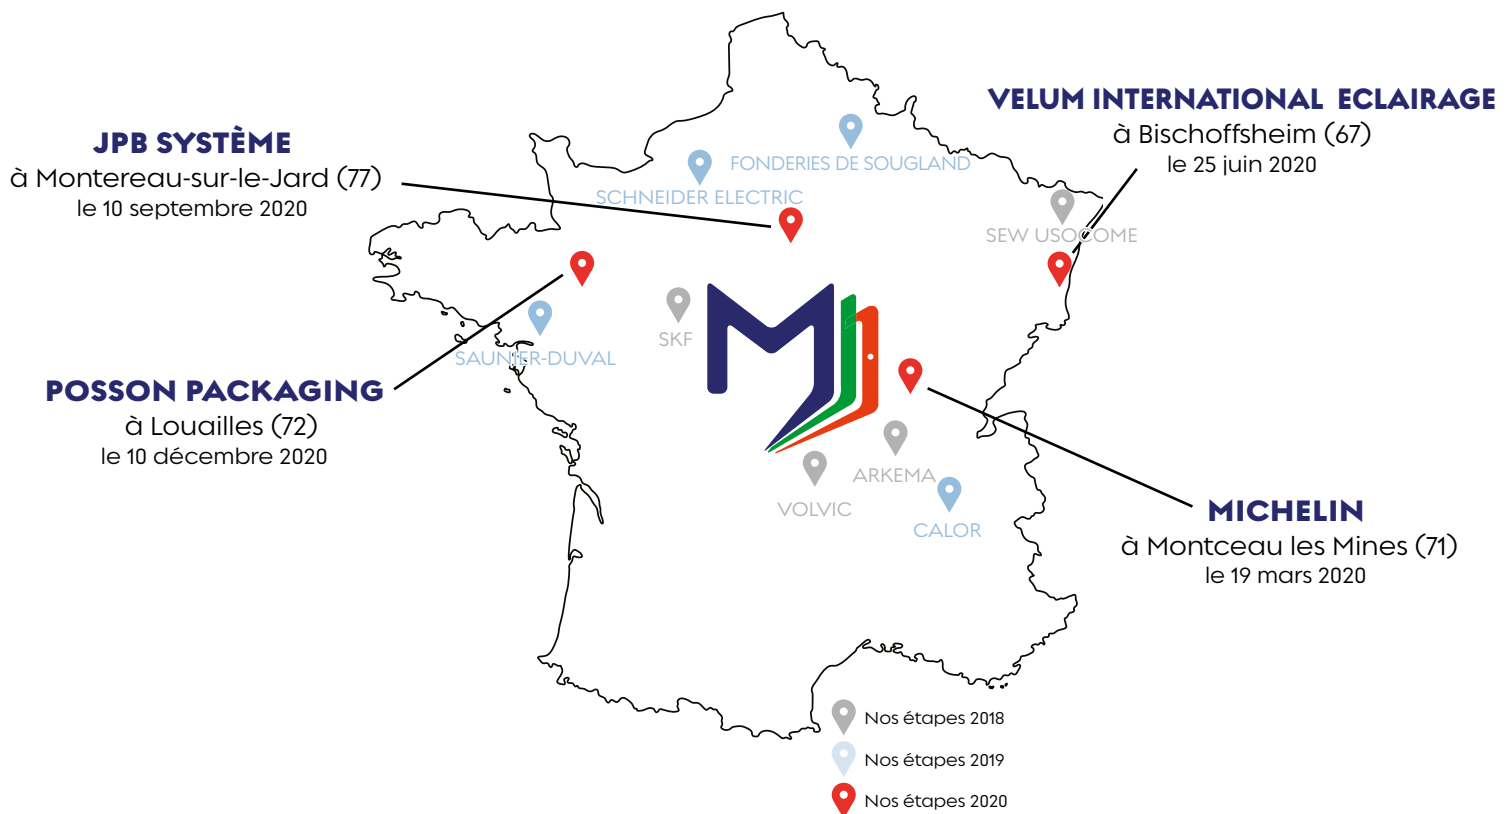 VELUM INTERNATIONAL ECLAIRAGE
à Bischoffsheim (67)
le 25 juin 2020
JPB SYSTÈME
à Montereau-sur-le-Jard (77)
le 10 septembre 2020
FONDERIES DE SOUGLAND
SCHNEIDER ELECTRIC
SEW USOCOME
SKF
SAUNIER-DUVAL
POSSON PACKAGING
à Louailles (72)
le 10 décembre 2020
ARKEMA
VOLVIC
CALOR
MICHELIN
à Montceau les Mines (71)
le 19 mars 2020
Nos étapes 2018
Nos étapes 2019
Nos étapes 2020